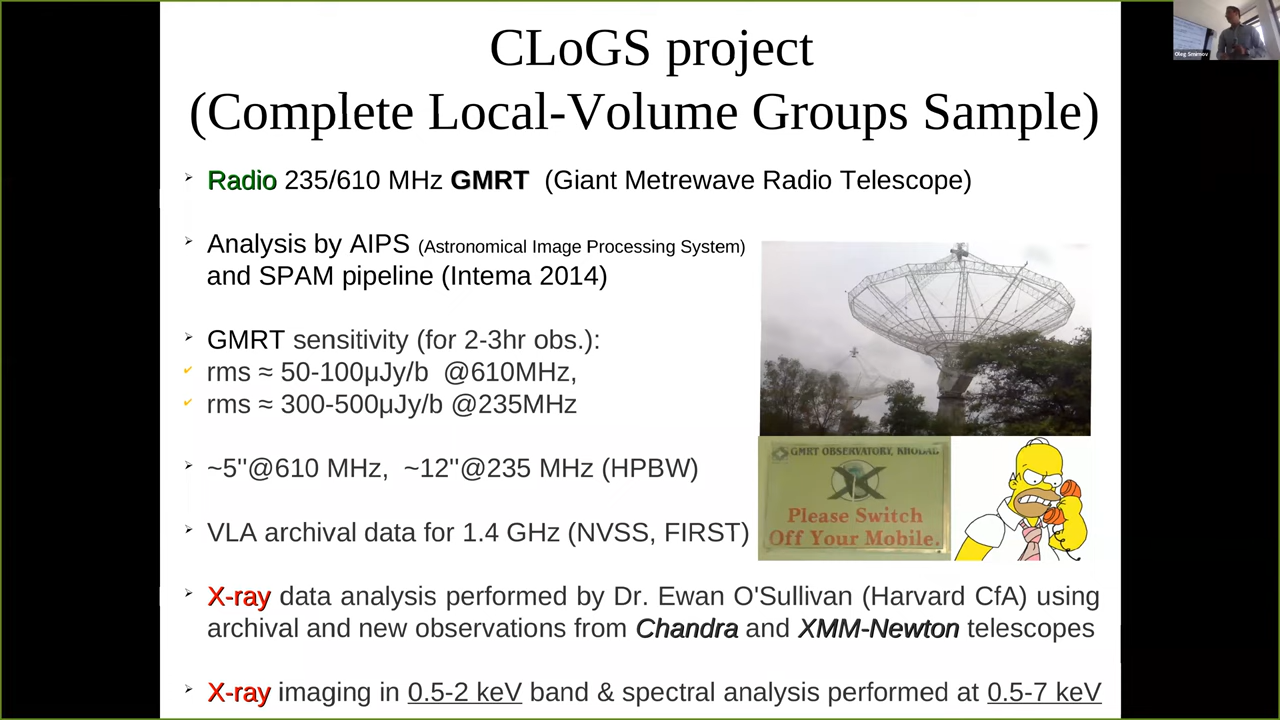 CLoGS project
(Complete Local-Volume Groups Sample)
Radio 235/610 MHz GMRT (Giant Metrewave Radio Telescope)
Analysis by AIPS (Astronomical Image Processing System)
and SPAM pipeline (Intema 2014)
GMRT sensitivity (for 2-3hr obs.):
rms ≈ 50-100μJy/b @610MHz,
rms ≈ 300-500μJy/b @235MHz
~5''@610 MHz, ~12''@235 MHz (HPBW)
VLA archival data for 1.4 GHz (NVSS, FIRST)
GMRT OBSERVATORY, KHODAD
Please Switch
Off Your Mobile.
X-ray data analysis performed by Dr. Ewan O'Sullivan (Harvard CfA) using
archival and new observations from Chandra and XMM-Newton telescopes
X-ray imaging in 0.5-2 keV band & spectral analysis performed at 0.5-7 keV
Oleg Smirnov